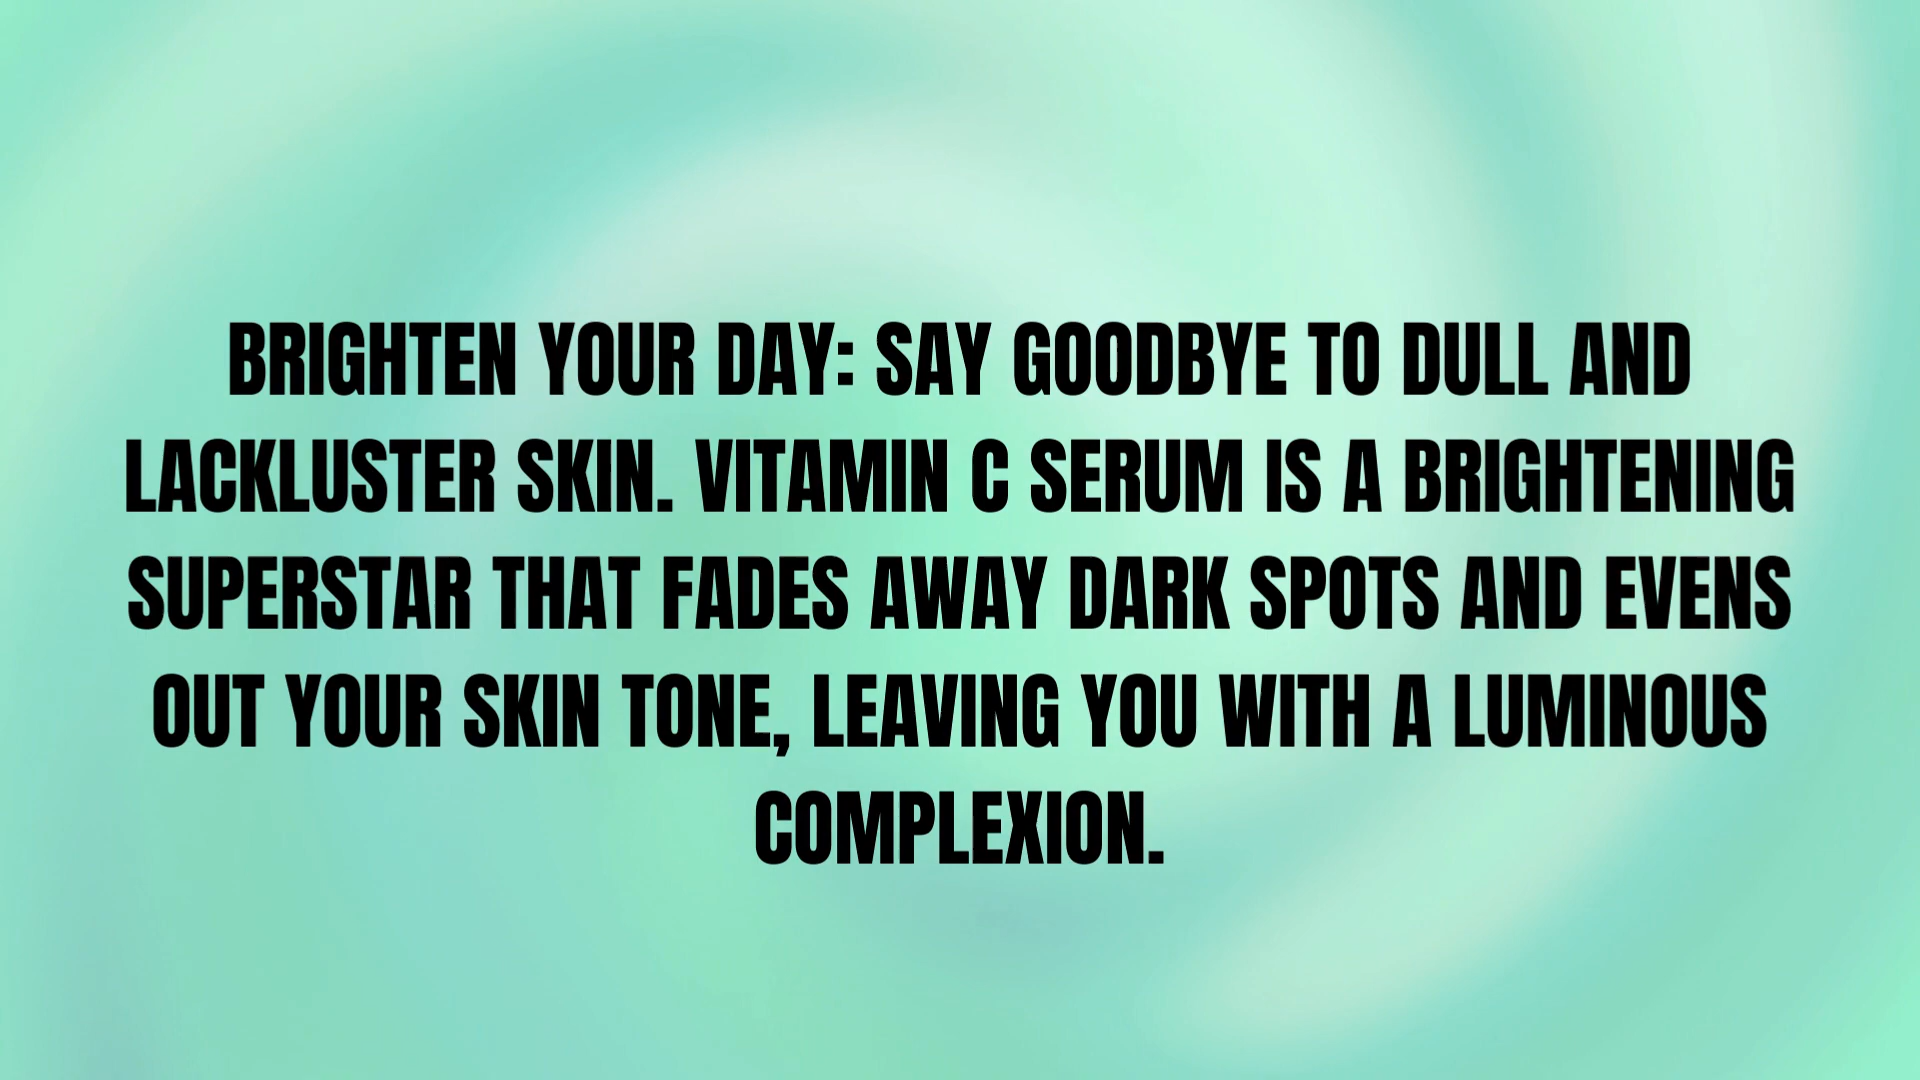 BRIGHTEN YOUR DAY: SAY GOODBYE TO DULL AND
LACKLUSTER SKIN. VITAMIN C SERUM IS A BRIGHTENING
SUPERSTAR THAT FADES AWAY DARK SPOTS AND EVENS
OUT YOUR SKIN TONE, LEAVING YOU WITH A LUMINOUS
COMPLEXION.